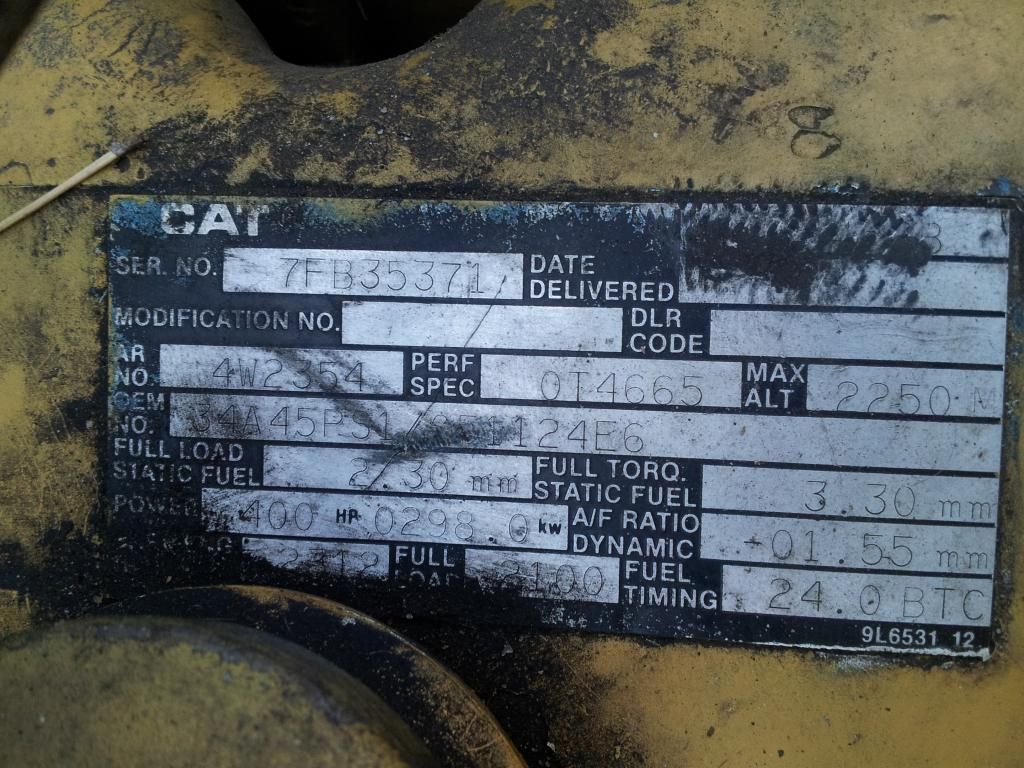 8
CAT
SER. NO. 7FB35371 DATE DELIVERED
MODIFICATION NO. DLR CODE
AR NO. 4W2354 PERF SPEC 0T4665 MAX ALT 2250 M
OEM NO. 34A45PS1 124E6
FULL LOAD STATIC FUEL 2.30 mm FULL TORQ. STATIC FUEL 3.30 mm
POWER 400 HP 0298.0 kW A/F RATIO DYNAMIC -01.55 mm
FULL LOAD 2100 FUEL TIMING 24.0 BTC
9L6531 12